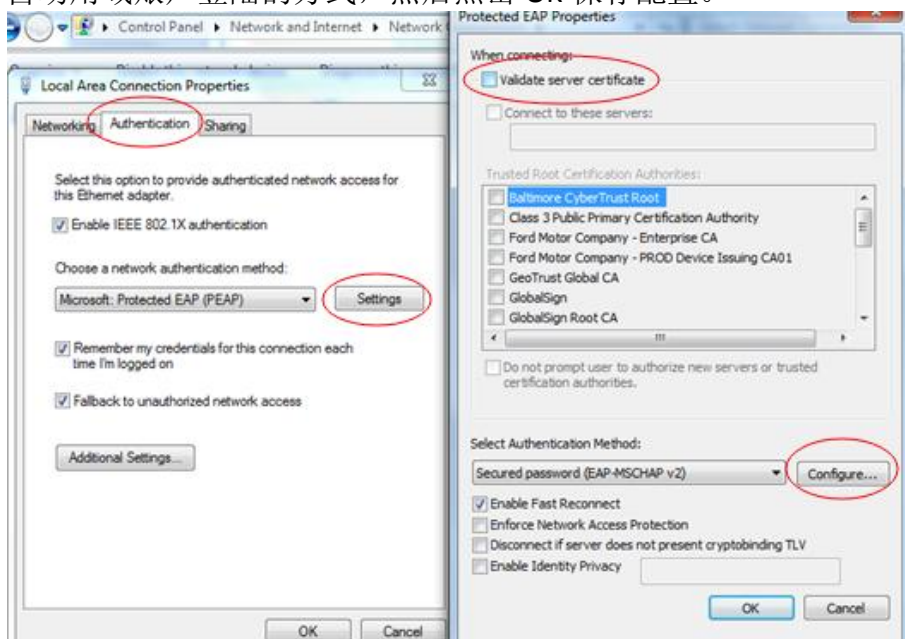 Control Panel ▸ Network and Internet ▸ Network
Local Area Connection Properties
Networking Authentication Sharing
Select this option to provide authenticated network access for
this Ethernet adapter.
Enable IEEE 802.1X authentication
Choose a network authentication method:
Microsoft: Protected EAP (PEAP) Settings
Remember my credentials for this connection each
time I'm logged on
Fallback to unauthorized network access
Additional Settings...
OK Cancel
Protected EAP Properties
When connecting:
Validate server certificate
Connect to these servers:
Trusted Root Certification Authorities:
Baltimore CyberTrust Root
Class 3 Public Primary Certification Authority
Ford Motor Company - Enterprise CA
Ford Motor Company - PROD Device Issuing CA01
GeoTrust Global CA
GlobalSign
GlobalSign Root CA
Do not prompt user to authorize new servers or trusted
certification authorities.
Select Authentication Method:
Secured password (EAP-MSCHAP v2) Configure...
Enable Fast Reconnect
Enforce Network Access Protection
Disconnect if server does not present cryptobinding TLV
Enable Identity Privacy
OK Cancel